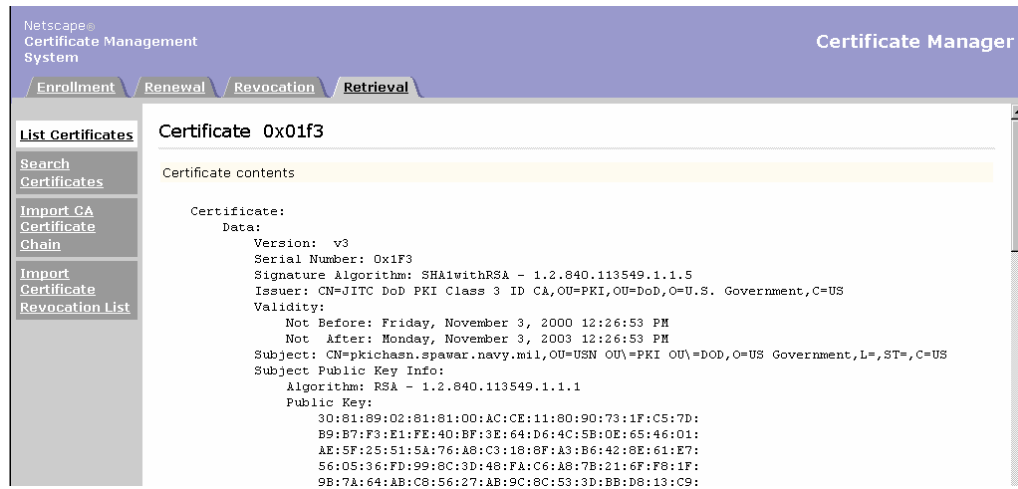 Netscape®
Certificate Management
System
Certificate Manager
Enrollment Renewal Revocation Retrieval
List Certificates
Search
Certificates
Import CA
Certificate
Chain
Import
Certificate
Revocation List
Certificate 0x01f3
Certificate contents
Certificate:
Data:
Version: v3
Serial Number: 0x1F3
Signature Algorithm: SHA1withRSA - 1.2.840.113549.1.1.5
Issuer: CN=JITC DoD PKI Class 3 ID CA,OU=PKI,OU=DoD,O=U.S. Government,C=US
Validity:
Not Before: Friday, November 3, 2000 12:26:53 PM
Not After: Monday, November 3, 2003 12:26:53 PM
Subject: CN=pkichasn.spawar.navy.mil,OU=USN OU\=PKI OU\=DOD,O=US Government,L=,ST=,C=US
Subject Public Key Info:
Algorithm: RSA - 1.2.840.113549.1.1.1
Public Key:
30:81:89:02:81:81:00:AC:CE:11:80:90:73:1F:C5:7D:
B9:B7:F3:E1:FE:40:BF:3E:64:D6:4C:5B:0E:65:46:01:
AE:5F:25:51:5A:76:A8:C3:18:8F:A3:B6:42:8E:61:E7:
56:05:36:FD:99:8C:3D:48:FA:C6:A8:7B:21:6F:F8:1F:
9B:7A:64:AB:C8:56:27:AB:9C:8C:53:3D:BB:D8:13:C9: